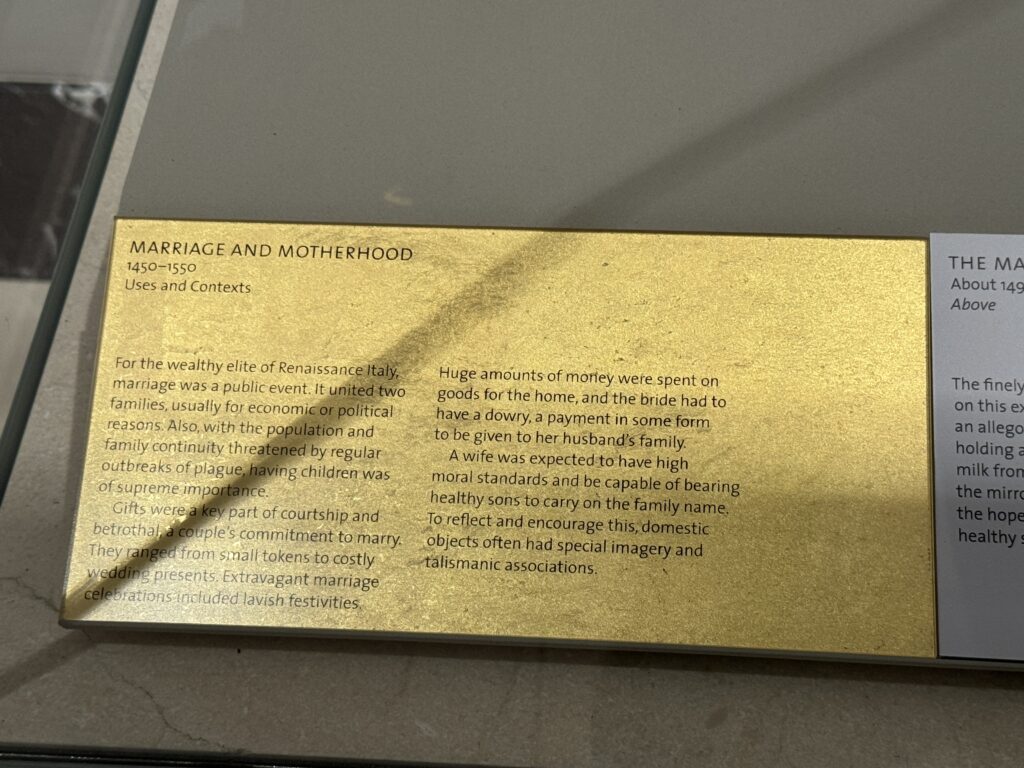 MARRIAGE AND MOTHERHOOD
1450–1550
Uses and Contexts
For the wealthy elite of Renaissance Italy,
marriage was a public event. It united two
families, usually for economic or political
reasons. Also, with the population and
family continuity threatened by regular
outbreaks of plague, having children was
of supreme importance.
Gifts were a key part of courtship and
betrothal, a couple's commitment to marry.
They ranged from small tokens to costly
wedding presents. Extravagant marriage
celebrations included lavish festivities.
Huge amounts of money were spent on
goods for the home, and the bride had to
have a dowry, a payment in some form
to be given to her husband's family.
A wife was expected to have high
moral standards and be capable of bearing
healthy sons to carry on the family name.
To reflect and encourage this, domestic
objects often had special imagery and
talismanic associations.
THE MA
About 149
Above
The finely
on this ex
an allego
holding a
milk from
the mirro
the hope
healthy s